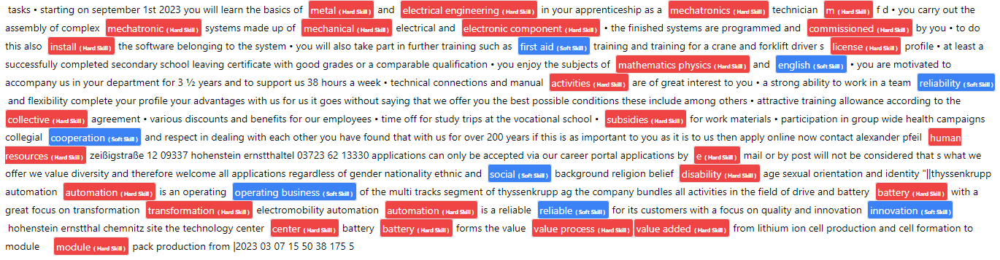 tasks • starting on september 1st 2023 you will learn the basics of metal ( Hard Skill ) and electrical engineering ( Hard Skill ) in your apprenticeship as a mechatronics ( Hard Skill ) technician m ( Hard Skill ) f d • you carry out the
assembly of complex mechatronic ( Hard Skill ) systems made up of mechanical ( Hard Skill ) electrical and electronic component ( Hard Skill ) • the finished systems are programmed and commissioned ( Hard Skill ) by you • to do
this also install ( Hard Skill ) the software belonging to the system • you will also take part in further training such as first aid ( Soft Skill ) training and training for a crane and forklift driver s license ( Hard Skill ) profile • at least a
successfully completed secondary school leaving certificate with good grades or a comparable qualification • you enjoy the subjects of mathematics physics ( Hard Skill ) and english ( Soft Skill ) • you are motivated to
accompany us in your department for 3 ½ years and to support us 38 hours a week • technical connections and manual activities ( Hard Skill ) are of great interest to you • a strong ability to work in a team reliability ( Soft Skill )
and flexibility complete your profile your advantages with us for us it goes without saying that we offer you the best possible conditions these include among others • attractive training allowance according to the
collective ( Hard Skill ) agreement • various discounts and benefits for our employees • time off for study trips at the vocational school • subsidies ( Hard Skill ) for work materials • participation in group wide health campaigns
collegial cooperation ( Soft Skill ) and respect in dealing with each other you have found that with us for over 200 years if this is as important to you as it is to us then apply online now contact alexander pfeil human
resources ( Hard Skill ) zeißigstraße 12 09337 hohenstein ernstthaltel 03723 62 13330 applications can only be accepted via our career portal applications by e ( Hard Skill ) mail or by post will not be considered that s what we
offer we value diversity and therefore welcome all applications regardless of gender nationality ethnic and social ( Soft Skill ) background religion belief disability ( Hard Skill ) age sexual orientation and identity "||thyssenkrupp
automation automation ( Hard Skill ) is an operating operating business ( Soft Skill ) of the multi tracks segment of thyssenkrupp ag the company bundles all activities in the field of drive and battery battery ( Hard Skill ) with a
great focus on transformation transformation ( Hard Skill ) electromobility automation automation ( Hard Skill ) is a reliable reliable ( Soft Skill ) for its customers with a focus on quality and innovation innovation ( Soft Skill )
hohenstein ernstthal chemnitz site the technology center center ( Hard Skill ) battery battery ( Hard Skill ) forms the value value process ( Hard Skill ) value added ( Hard Skill ) from lithium ion cell production and cell formation to
module module ( Hard Skill ) pack production from |2023 03 07 15 50 38 175 5